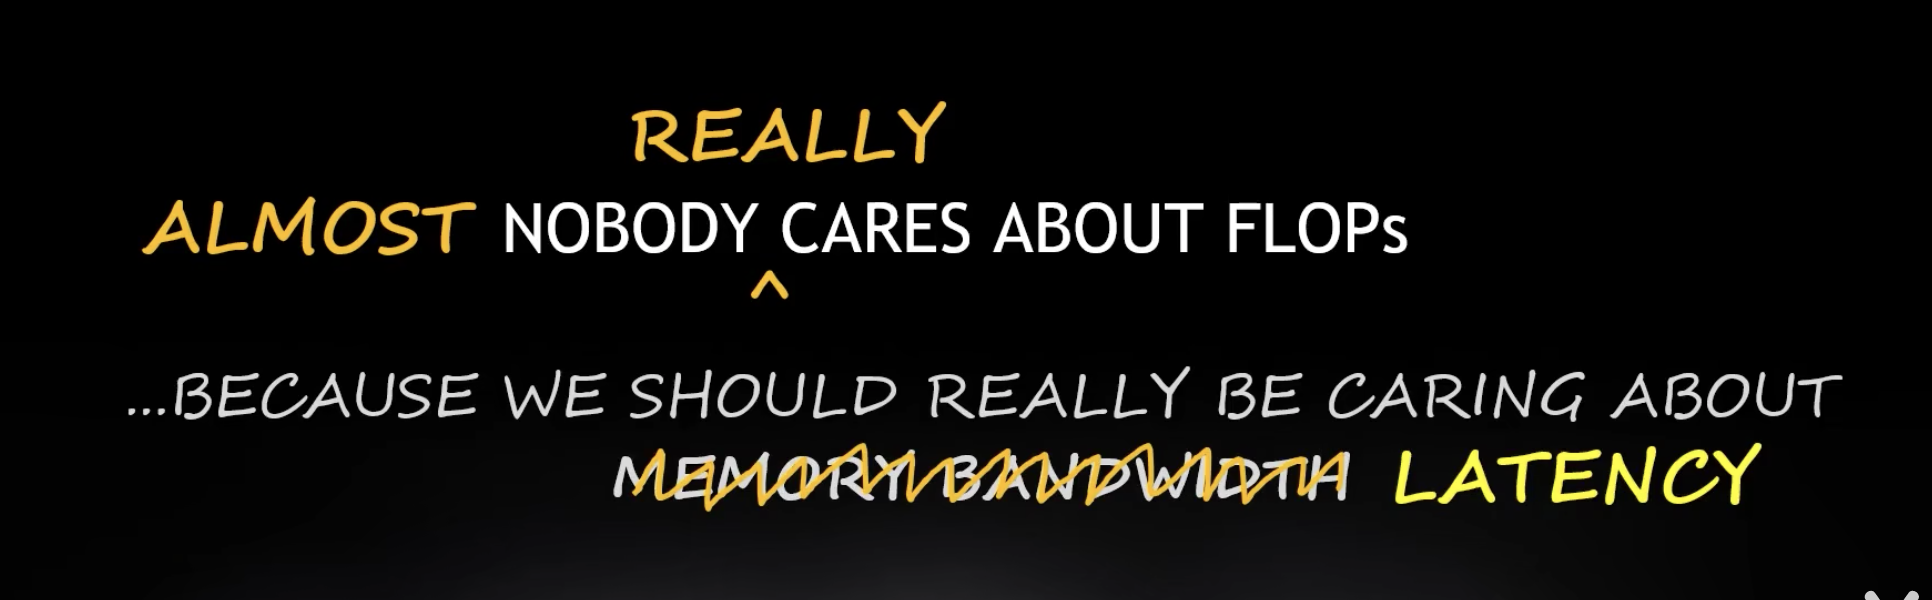 REALLY
ALMOST NOBODY CARES ABOUT FLOPs
^
...BECAUSE WE SHOULD REALLY BE CARING ABOUT
MEMORY BANDWIDTH LATENCY